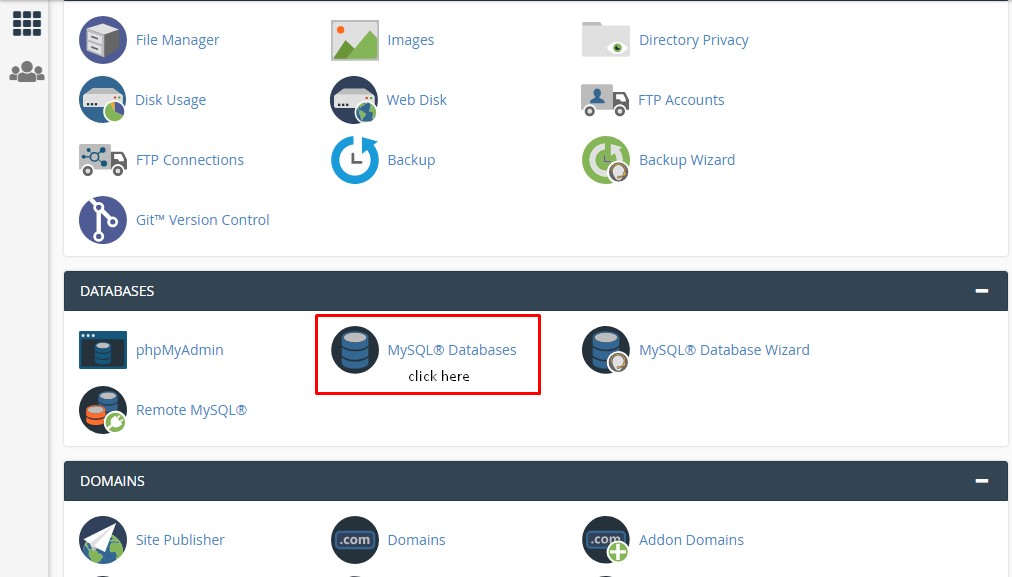 File Manager
Images
Directory Privacy
Disk Usage
Web Disk
FTP Accounts
FTP Connections
Backup
Backup Wizard
Git™ Version Control
DATABASES
phpMyAdmin
MySQL® Databases
click here
MySQL® Database Wizard
Remote MySQL®
DOMAINS
Site Publisher
.com
Domains
.com
Addon Domains